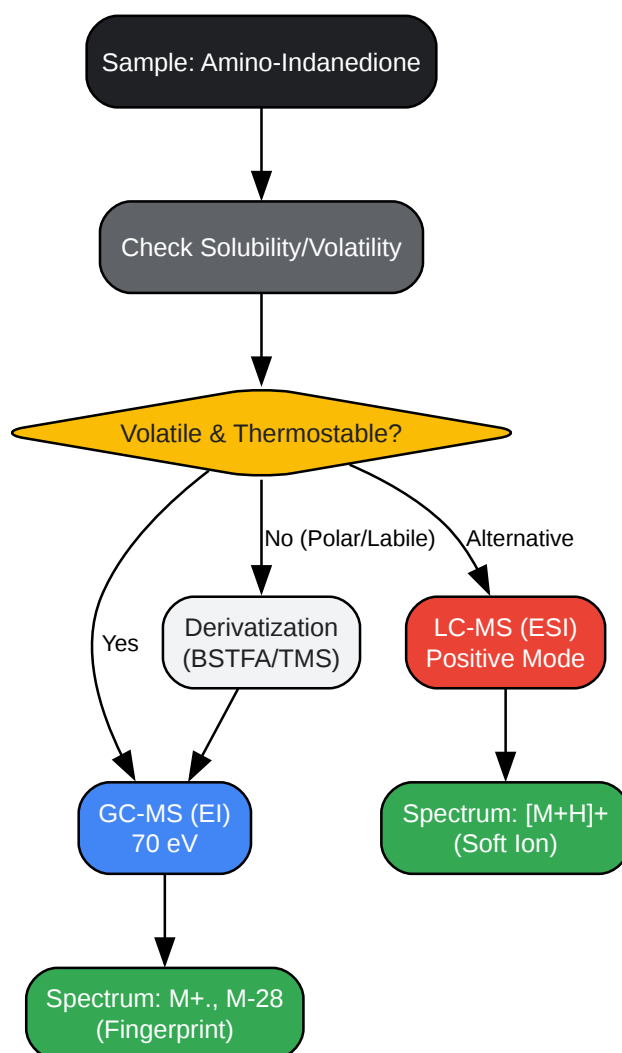 Sample: Amino-Indanedione
Check Solubility/Volatility
Volatile & Thermostable?
No (Polar/Labile)
Alternative
Yes
Derivatization
(BSTFA/TMS)
LC-MS (ESI)
Positive Mode
GC-MS (EI)
70 eV
Spectrum: [M+H]+
(Soft Ion)
Spectrum: M+., M-28
(Fingerprint)